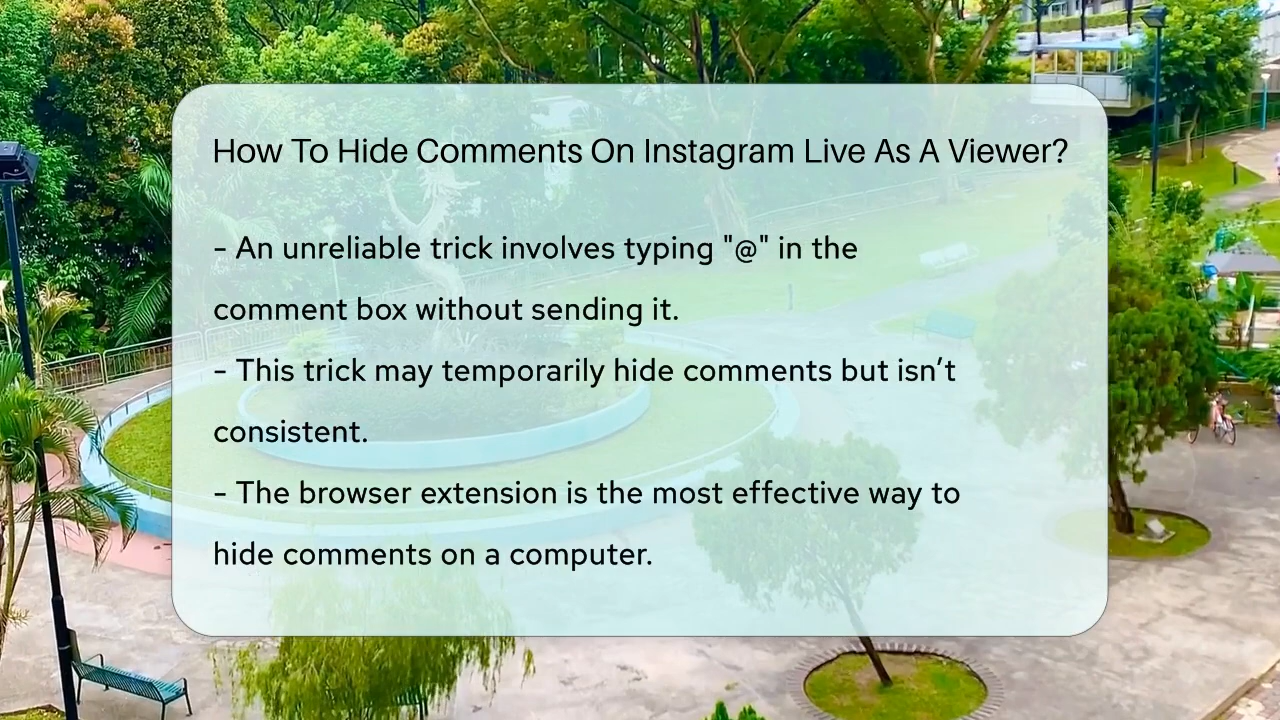 How To Hide Comments On Instagram Live As A Viewer?
– An unreliable trick involves typing "@" in the
comment box without sending it.
– This trick may temporarily hide comments but isn’t
consistent.
– The browser extension is the most effective way to
hide comments on a computer.